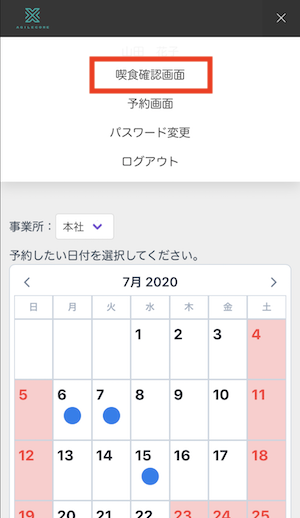 ×
喫食確認画面
予約画面
パスワード変更
ログアウト
事業所： 本社
予約したい日付を選択してください。
7月 2020
日 月 火 水 木 金 土
1 2 3 4
5 6 7 8 9 10 11
12 13 14 15 16 17 18
19 20 21 22 23 24 25